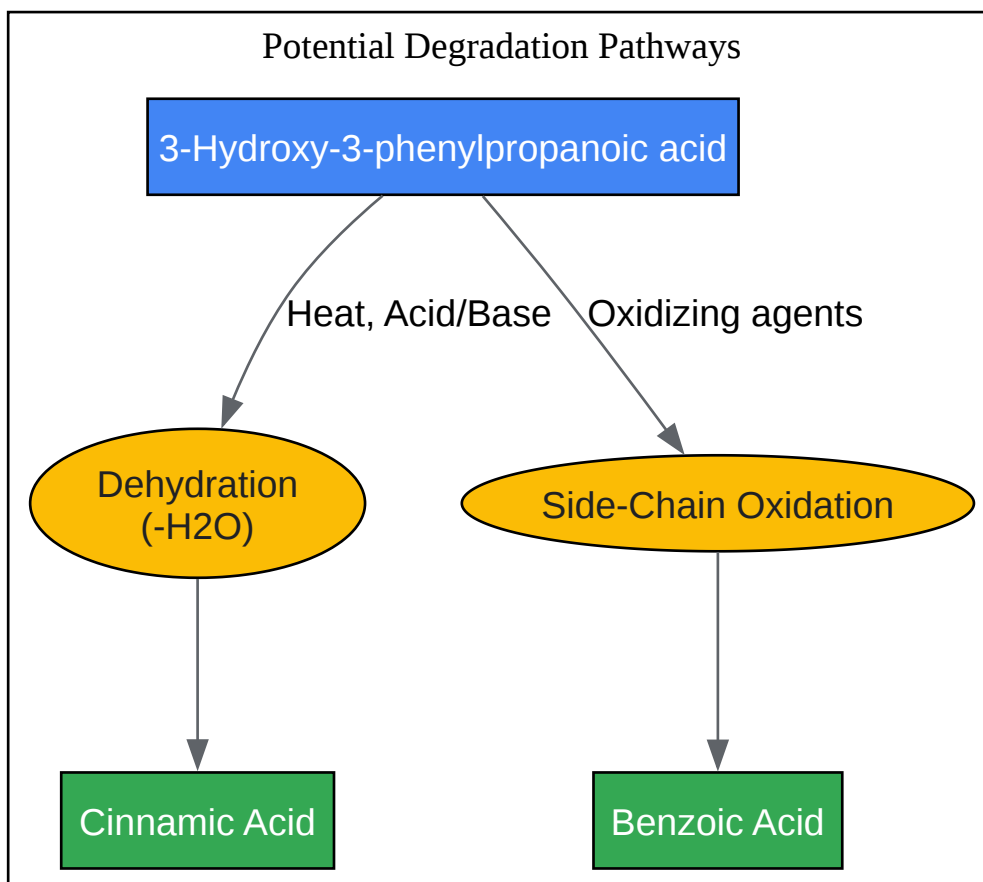 Potential Degradation Pathways
3-Hydroxy-3-phenylpropanoic acid
Heat, Acid/Base
Oxidizing agents
Dehydration
(-H2O)
Side-Chain Oxidation
Cinnamic Acid
Benzoic Acid